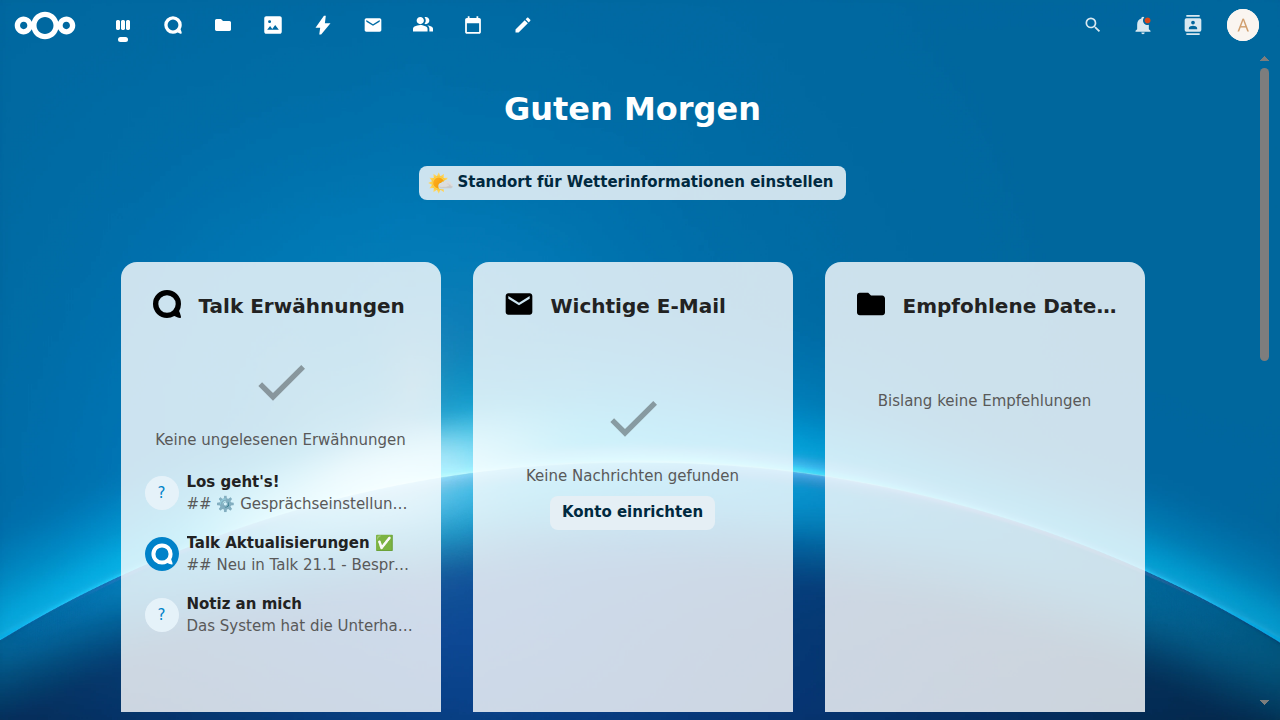 A
Guten Morgen
🌤️ Standort für Wetterinformationen einstellen
Talk Erwähnungen
Keine ungelesenen Erwähnungen
?
Los geht's!
## ⚙️ Gesprächseinstellun…
Talk Aktualisierungen ✅
## Neu in Talk 21.1 - Bespr…
?
Notiz an mich
Das System hat die Unterha…
Wichtige E-Mail
Keine Nachrichten gefunden
Konto einrichten
Empfohlene Date…
Bislang keine Empfehlungen